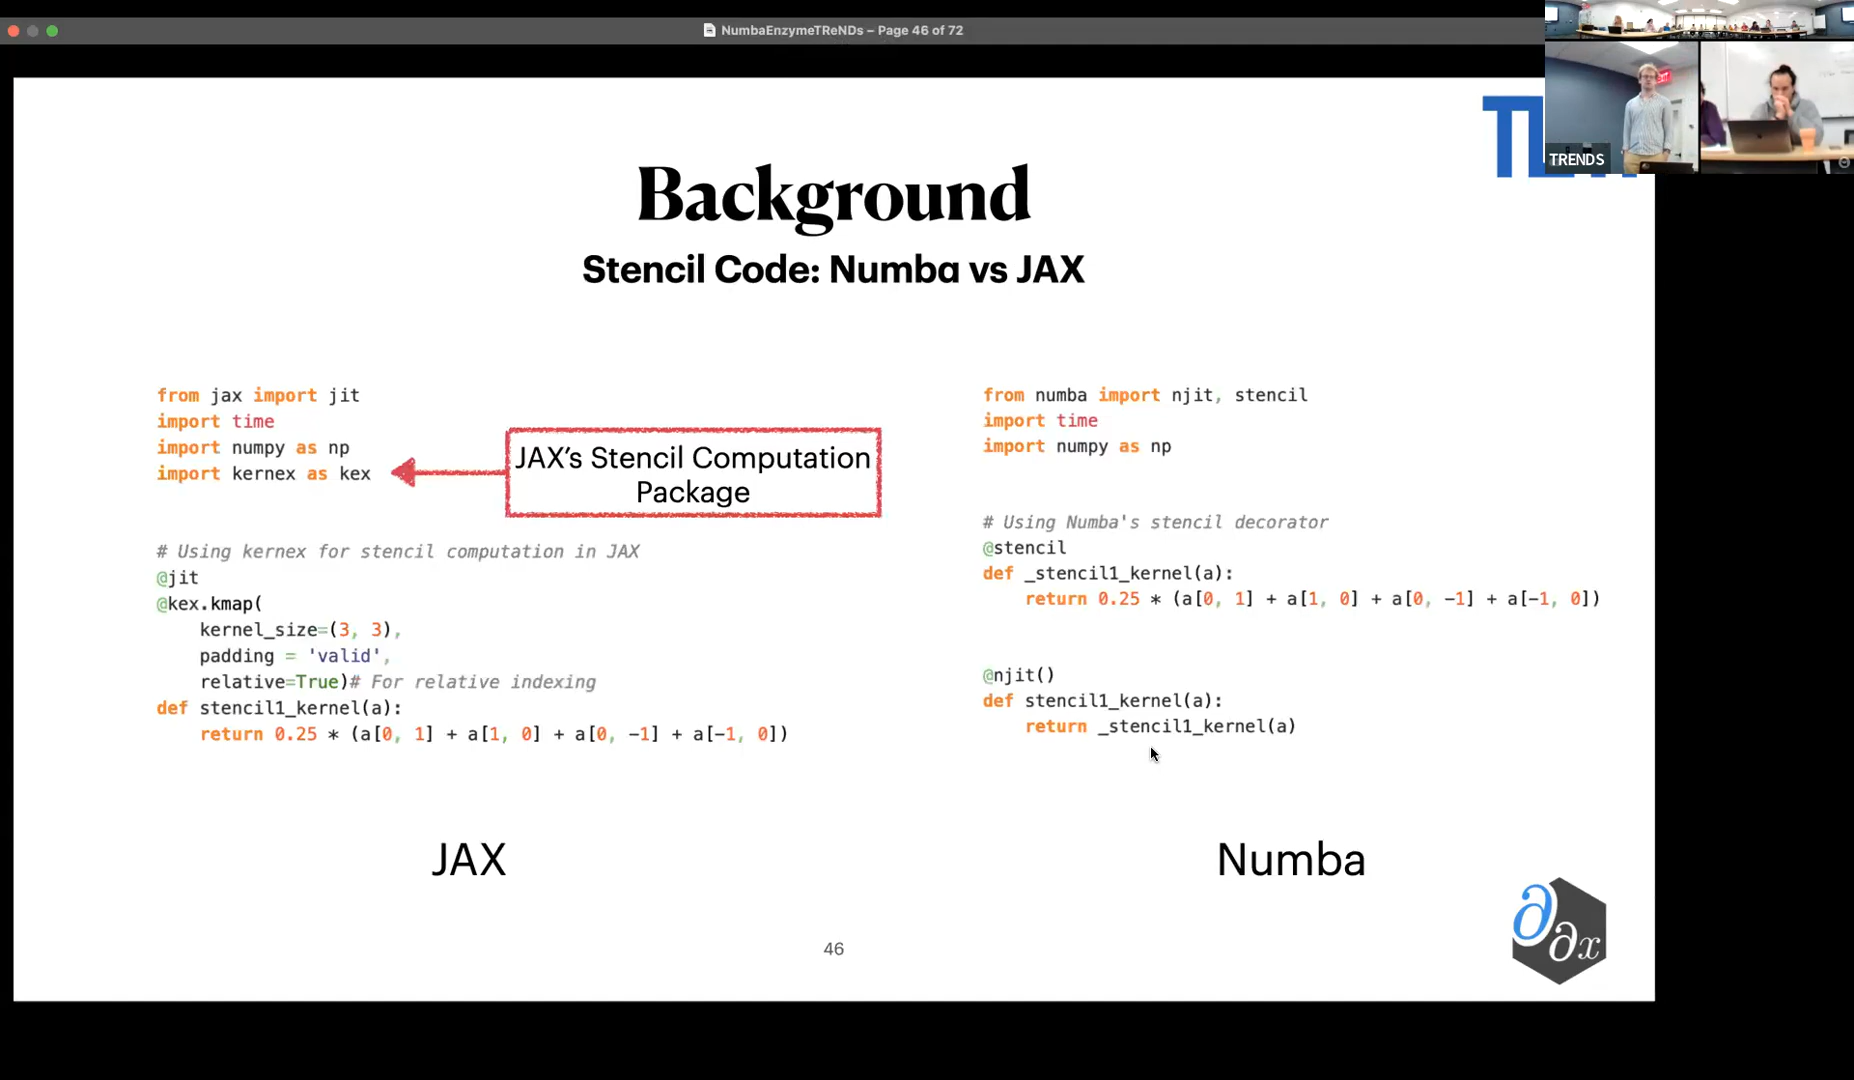 NumbaEnzymeTReNDs – Page 46 of 72
TRENDS
Background
Stencil Code: Numba vs JAX
from jax import jit
import time
import numpy as np
import kernex as kex
JAX's Stencil Computation
Package
# Using kernex for stencil computation in JAX
@jit
@kex.kmap(
    kernel_size=(3, 3),
    padding = 'valid',
    relative=True)# For relative indexing
def stencil1_kernel(a):
    return 0.25 * (a[0, 1] + a[1, 0] + a[0, -1] + a[-1, 0])
JAX
from numba import njit, stencil
import time
import numpy as np
# Using Numba's stencil decorator
@stencil
def _stencil1_kernel(a):
    return 0.25 * (a[0, 1] + a[1, 0] + a[0, -1] + a[-1, 0])
@njit()
def stencil1_kernel(a):
    return _stencil1_kernel(a)
Numba
46
∂
∂x